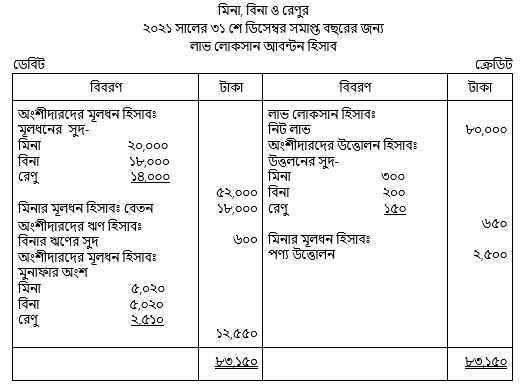 মিনা, বিনা ও রেণুর
২০২১ সালের ৩১ শে ডিসেম্বর সমাপ্ত বছরের জন্য
লাভ লোকসান আবন্টন হিসাব
ডেবিট ক্রেডিট
বিবরণ টাকা বিবরণ টাকা
অংশীদারদের মূলধন হিসাবঃ
মূলধনের সুদ-
মিনা ২০,০০০
বিনা ১৮,০০০
রেণু ১৪,০০০
৫২,০০০
মিনার মূলধন হিসাবঃ বেতন ১৮,০০০
অংশীদারদের ঋণ হিসাবঃ
বিনার ঋণের সুদ ৬০০
অংশীদারদের মূলধন হিসাবঃ
মুনাফার অংশ
মিনা ৫,০২০
বিনা ৫,০২০
রেণু ২,৫১০
১২,৫৫০
৮৩,১৫০
লাভ লোকসান হিসাবঃ
নিট লাভ ৮০,০০০
অংশীদারদের উত্তোলন হিসাবঃ
উত্তলনের সুদ-
মিনা ৩০০
বিনা ২০০
রেণু ১৫০
৬৫০
মিনার মূলধন হিসাবঃ
পণ্য উত্তোলন ২,৫০০
৮৩,১৫০